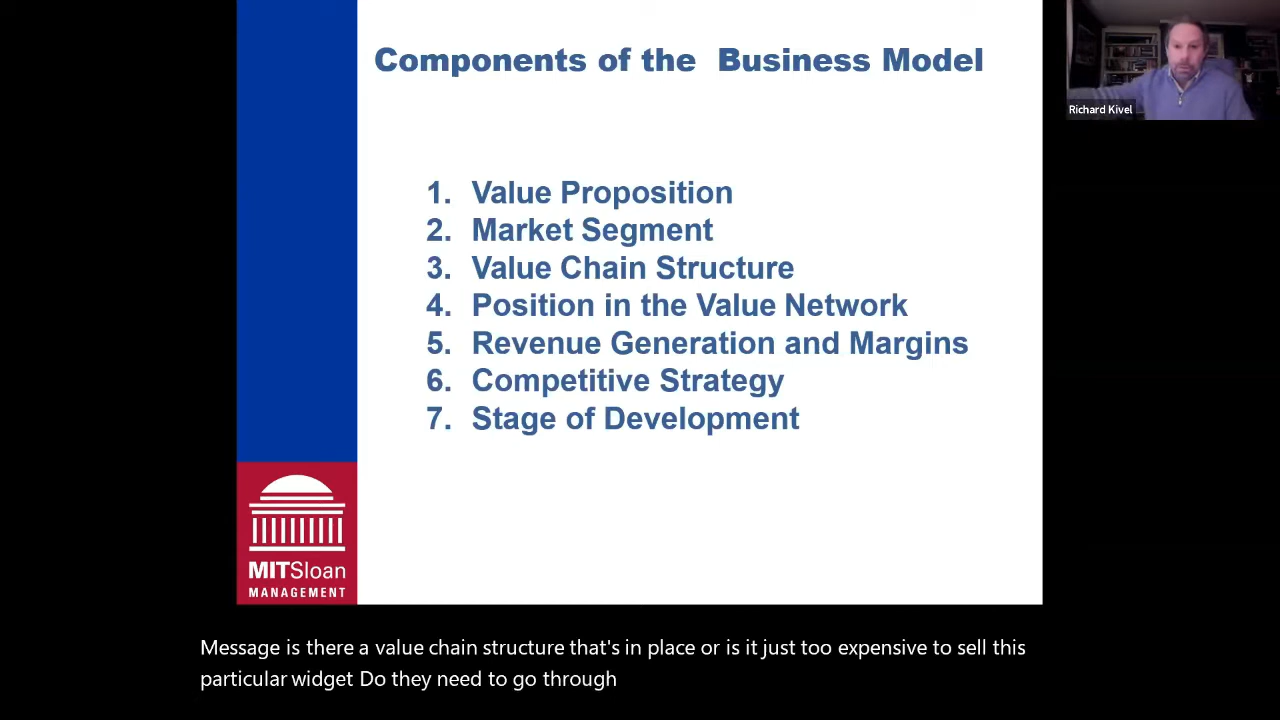 Components of the Business Model
Richard Kivel
1. Value Proposition
2. Market Segment
3. Value Chain Structure
4. Position in the Value Network
5. Revenue Generation and Margins
6. Competitive Strategy
7. Stage of Development
MITSloan
MANAGEMENT
Message is there a value chain structure that's in place or is it just too expensive to sell this
particular widget Do they need to go through